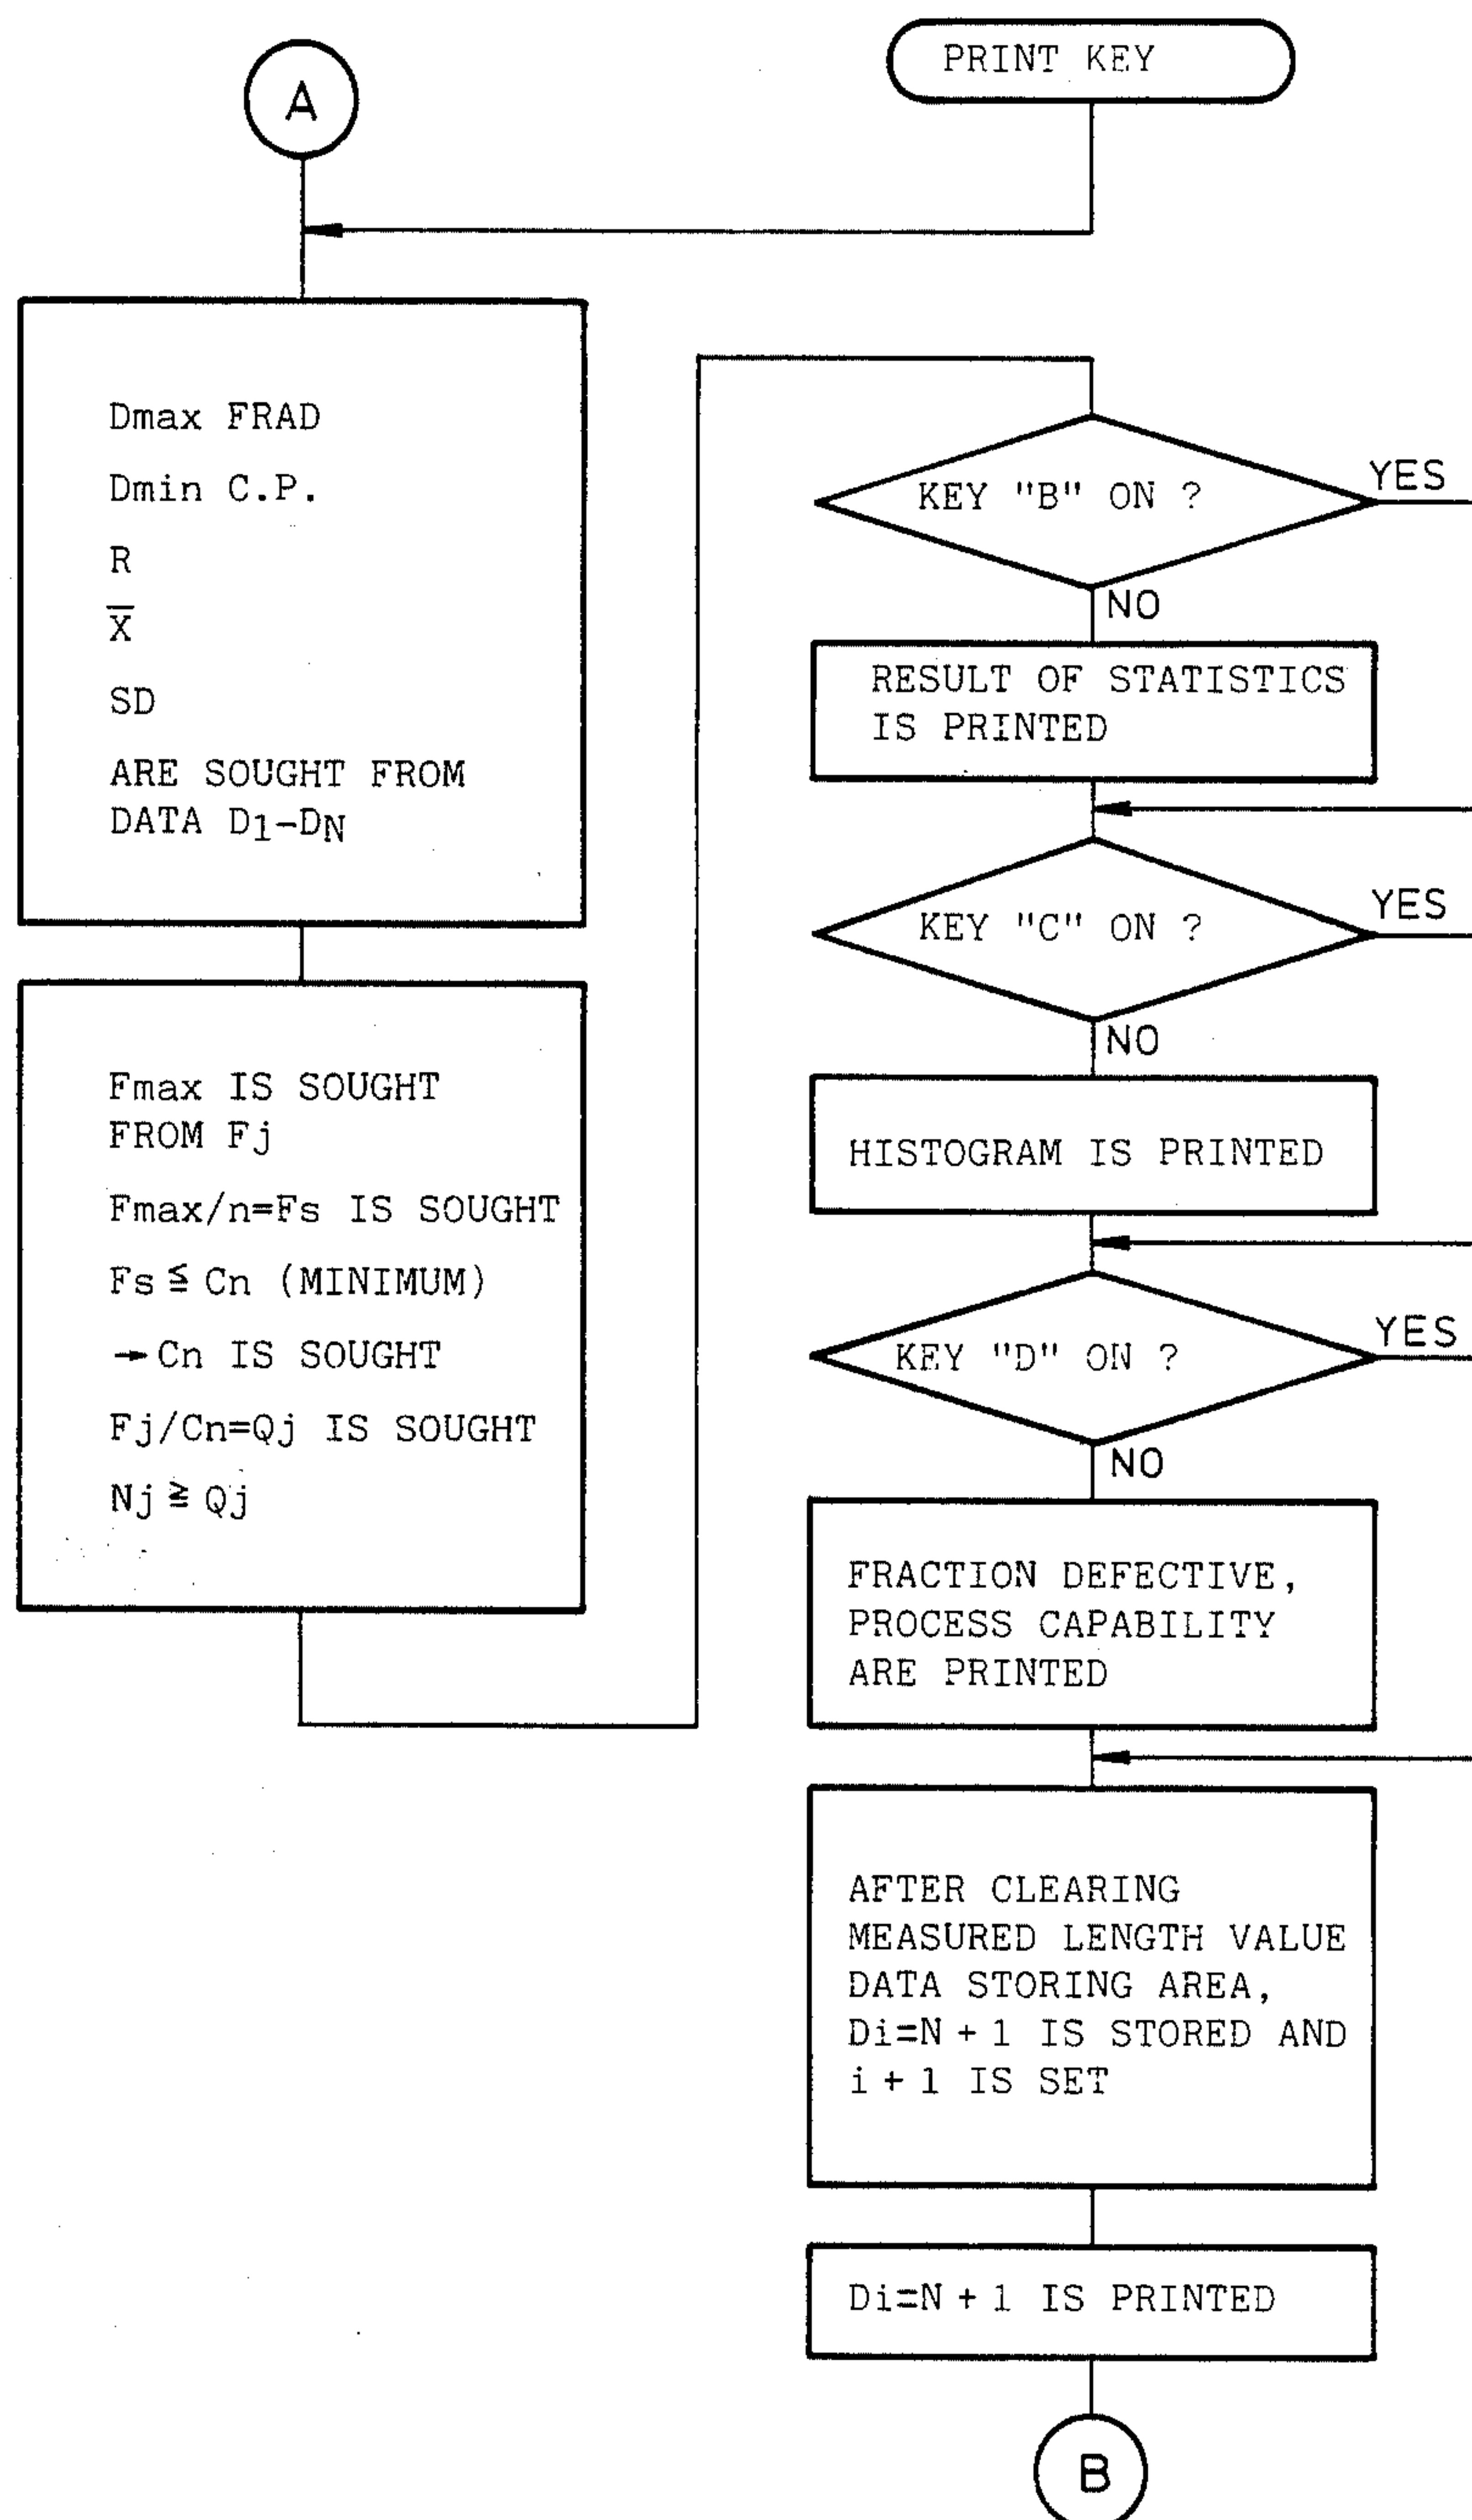 A
PRINT KEY
Dmax FRAD
Dmin C.P.
R
X̅
SD
ARE SOUGHT FROM
DATA D1-DN
Fmax IS SOUGHT
FROM Fj
Fmax/n=Fs IS SOUGHT
Fs ≦ Cn (MINIMUM)
→ Cn IS SOUGHT
Fj/Cn=Qj IS SOUGHT
Nj ≧ Qj
KEY "B" ON ?
YES
NO
RESULT OF STATISTICS
IS PRINTED
KEY "C" ON ?
YES
NO
HISTOGRAM IS PRINTED
KEY "D" ON ?
YES
NO
FRACTION DEFECTIVE,
PROCESS CAPABILITY
ARE PRINTED
AFTER CLEARING
MEASURED LENGTH VALUE
DATA STORING AREA,
Di=N + 1 IS STORED AND
i + 1 IS SET
Di=N + 1 IS PRINTED
B